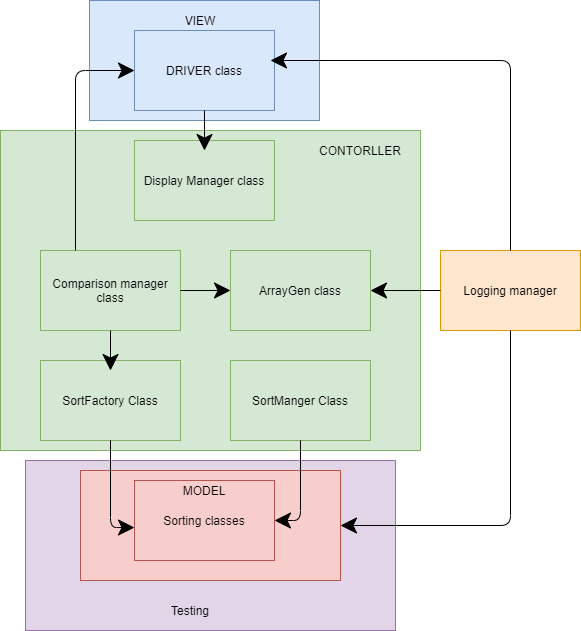 VIEW
DRIVER class
CONTORLLER
Display Manager class
Comparison manager
class
ArrayGen class
Logging manager
SortFactory Class
SortManger Class
MODEL
Sorting classes
Testing